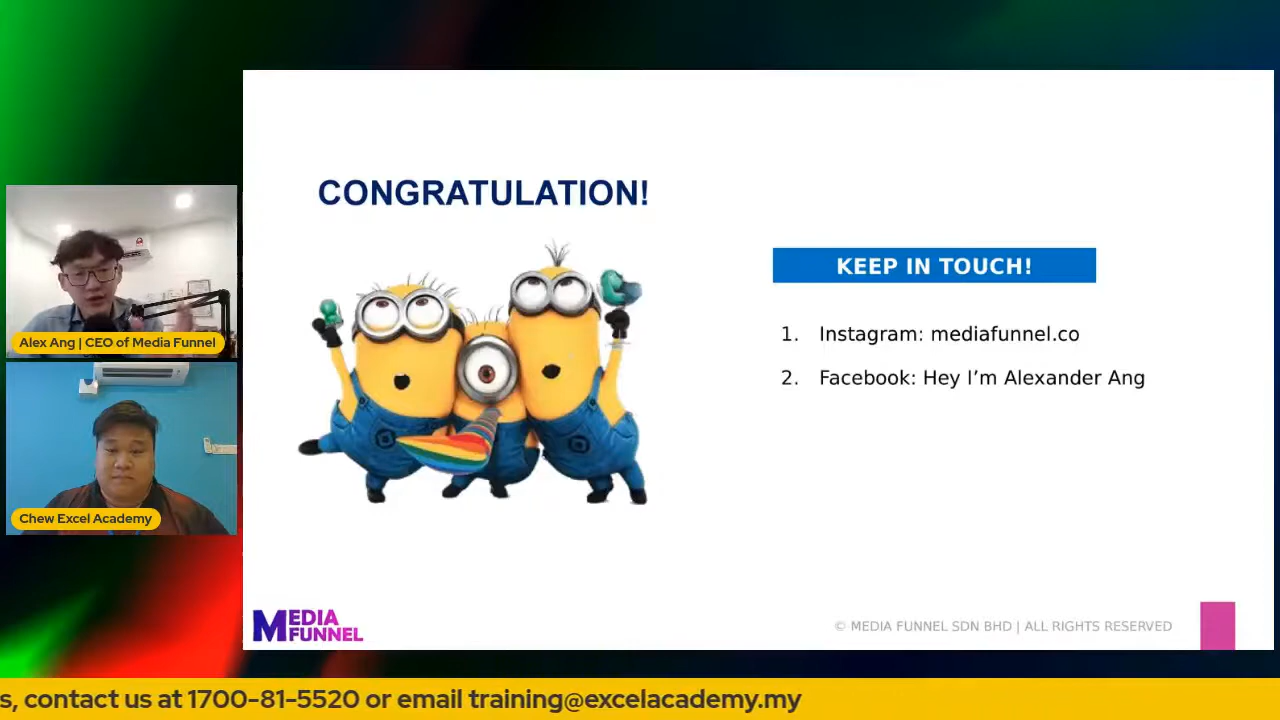 CONGRATULATION!
KEEP IN TOUCH!
1. Instagram: mediafunnel.co
2. Facebook: Hey I’m Alexander Ang
Alex Ang | CEO of Media Funnel
Chew Excel Academy
MEDIA
FUNNEL
© MEDIA FUNNEL SDN BHD | ALL RIGHTS RESERVED
s, contact us at 1700-81-5520 or email training@excelacademy.my